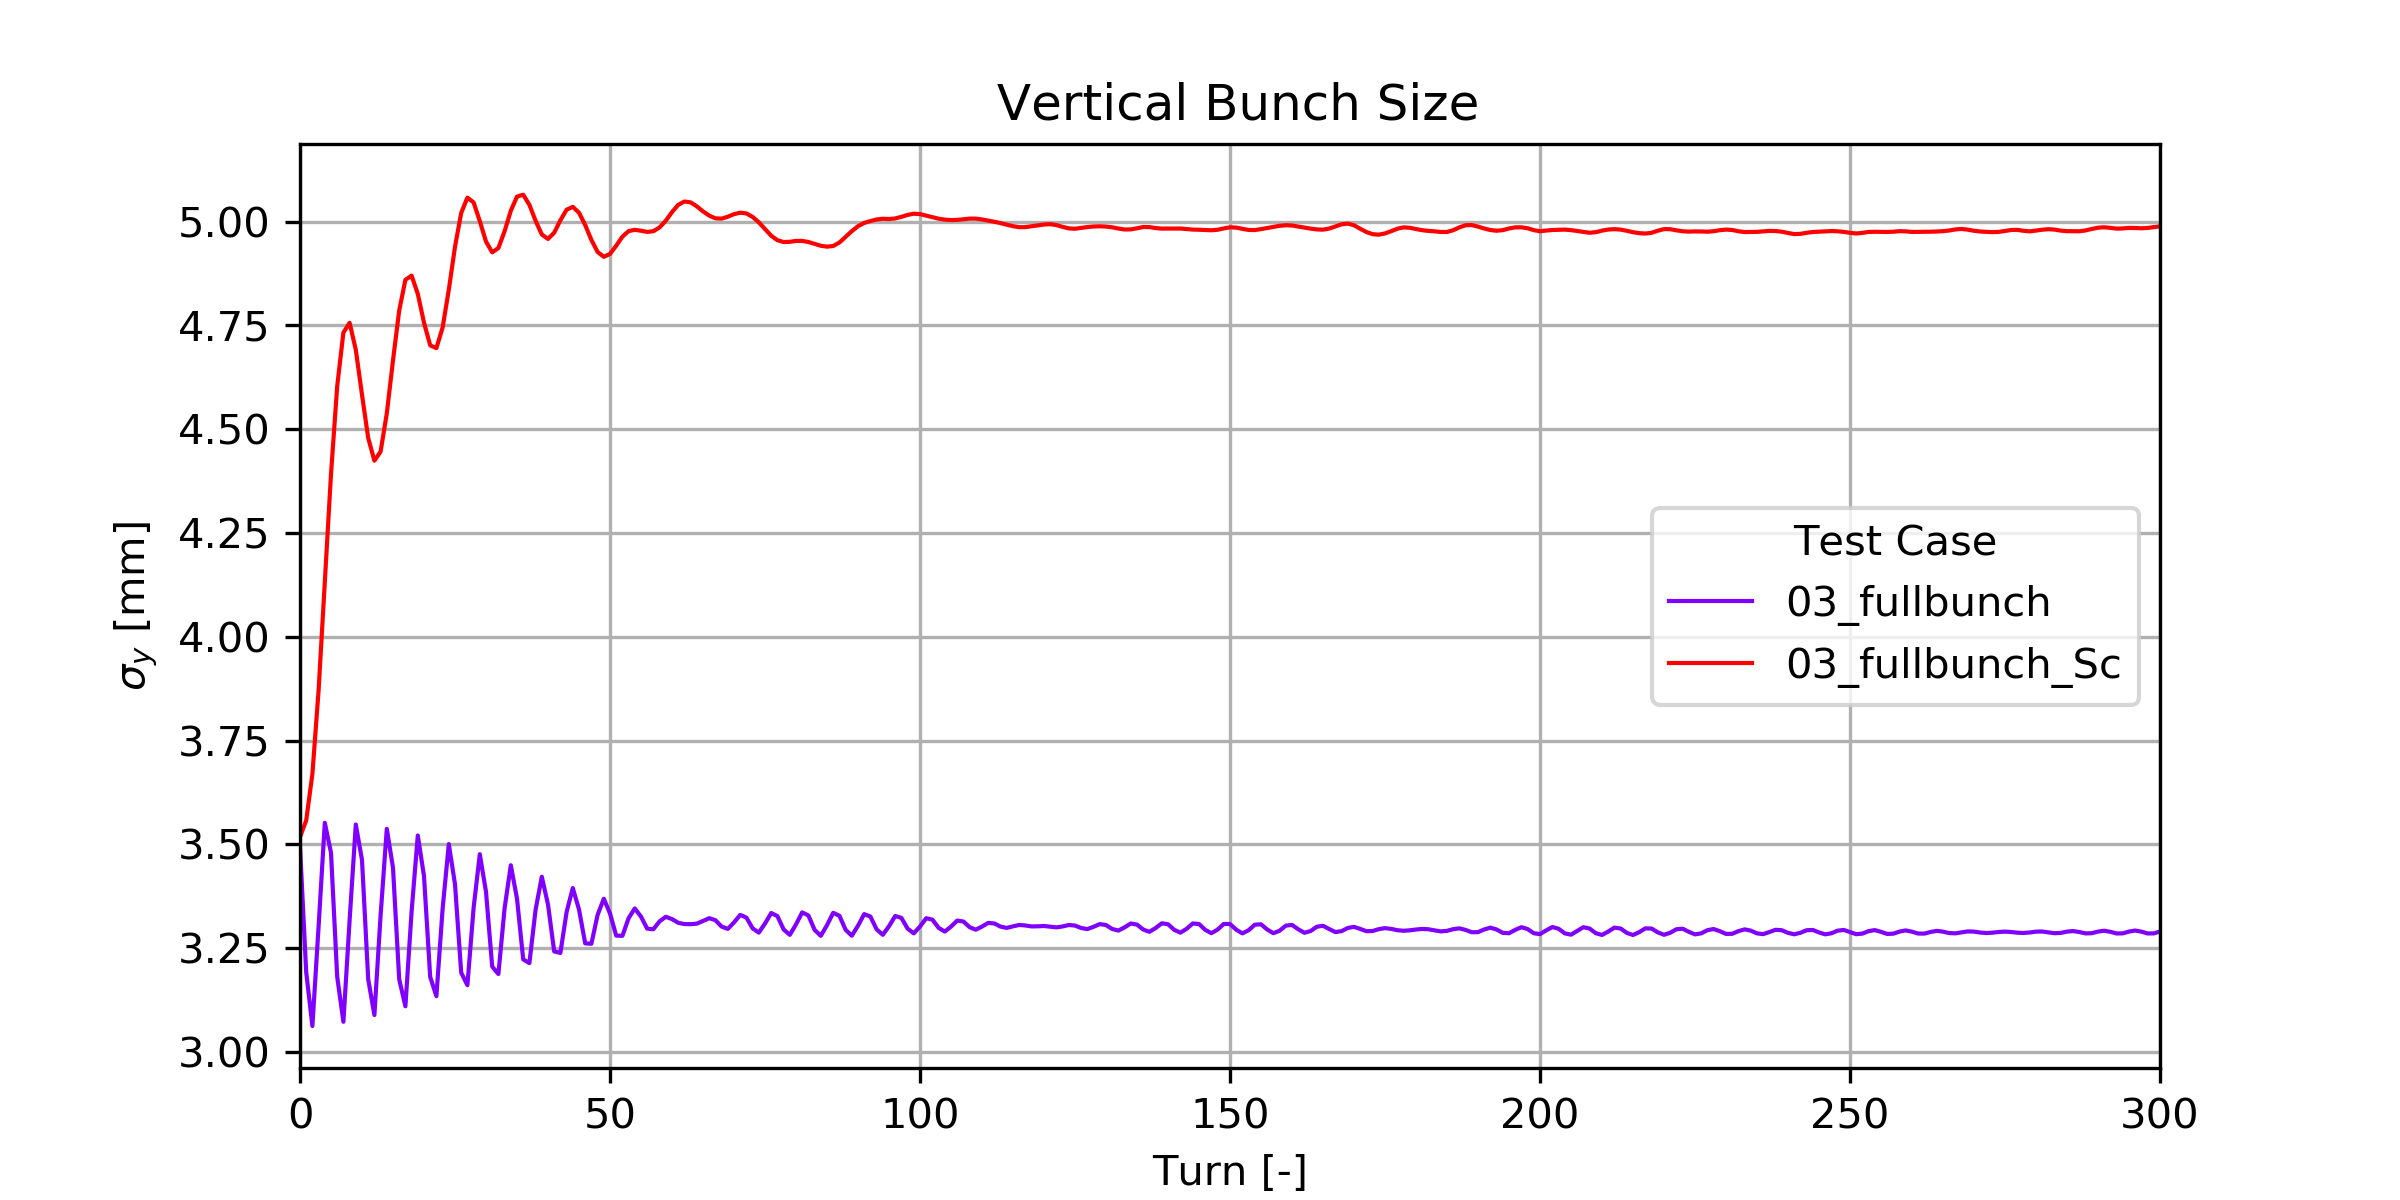 Vertical Bunch Size
σy [mm]
5.00
4.75
4.50
4.25
4.00
3.75
3.50
3.25
3.00
Test Case
03_fullbunch
03_fullbunch_Sc
0 50 100 150 200 250 300
Turn [-]